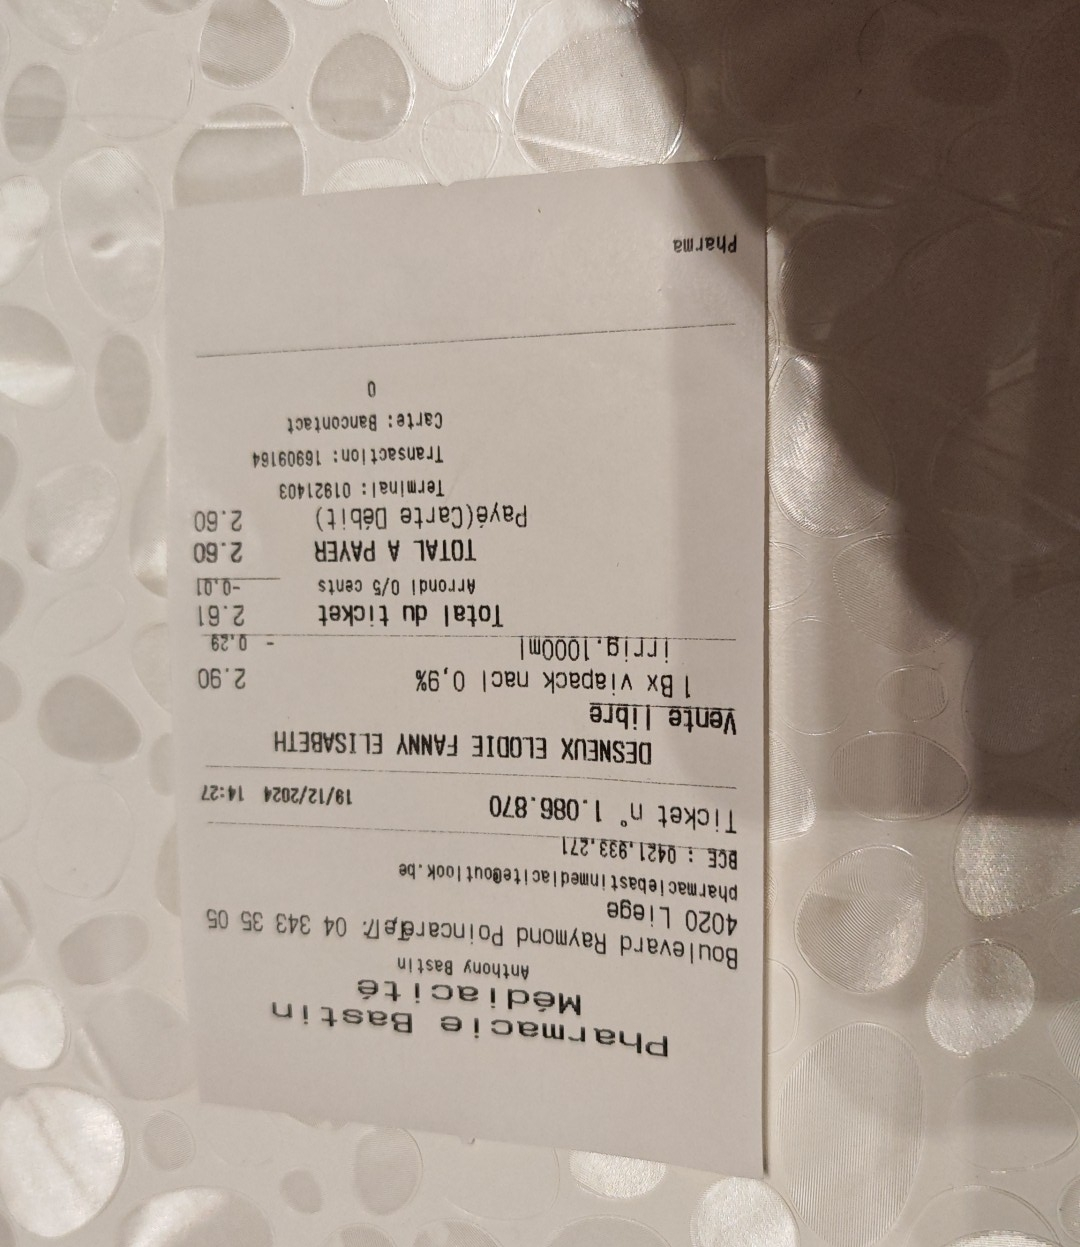 Pharmacie Bastin
Médiacité
Anthony Bastin
Boulevard Raymond Poincaré 7 Tel: 04 343 35 05
4020 Liege
pharmaciebastinmediacite@outlook.be
BCE : 0421.933.271
Ticket n° 1.086.870 19/12/2024 14:27
DESNEUX ELODIE FANNY ELISABETH
Vente libre
1 Bx viapack nacl 0,9% 2.90
irrig.1000ml - 0.29
Total du ticket 2.61
Arrondi 0/5 cents -0.01
TOTAL A PAYER 2.60
Payé(Carte Débit) 2.60
Terminal: 01921403
Transaction: 16909164
Carte: Bancontact
0
Pharma